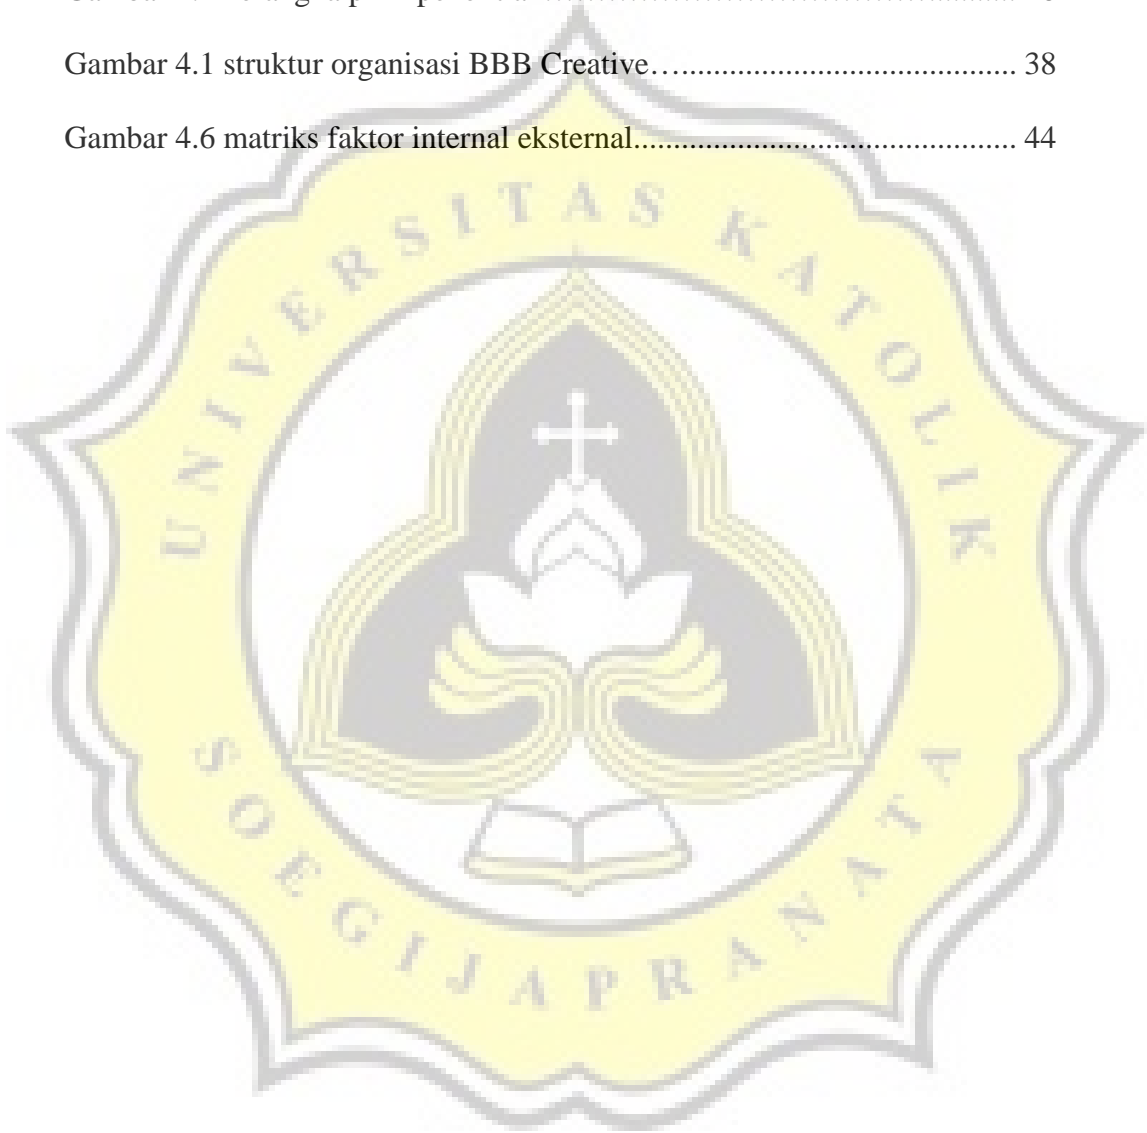 Gambar 4.1 struktur organisasi BBB Creative…......................................... 38
Gambar 4.6 matriks faktor internal eksternal............................................... 44
UNIVERSITAS KATOLIK
SOEGIJAPRANATA